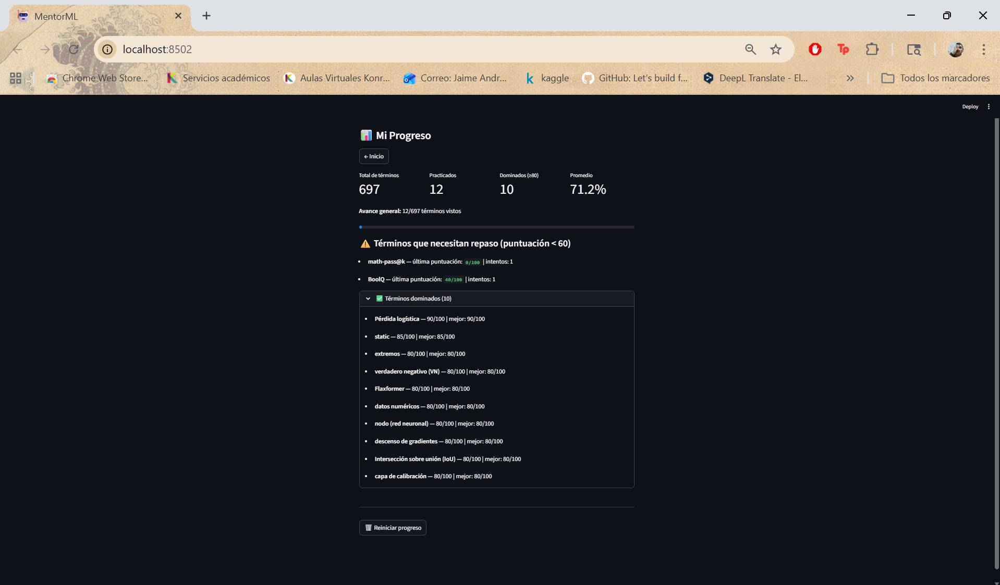 MentorML
localhost:8502
Chrome Web Store...
Servicios académicos
Aulas Virtuales Konr...
Correo: Jaime Andr...
kaggle
GitHub: Let's build f...
DeepL Translate - El...
Todos los marcadores
Deploy
Mi Progreso
← Inicio
Total de términos
Practicados
Dominados (≥80)
Promedio
697
12
10
71.2%
Avance general: 12/697 términos vistos
Términos que necesitan repaso (puntuación < 60)
• math-pass@k — última puntuación: 0/100 | intentos: 1
• BoolQ — última puntuación: 40/100 | intentos: 1
Términos dominados (10)
• Pérdida logística — 90/100 | mejor: 90/100
• static — 85/100 | mejor: 85/100
• extremos — 80/100 | mejor: 80/100
• verdadero negativo (VN) — 80/100 | mejor: 80/100
• Flaxformer — 80/100 | mejor: 80/100
• datos numéricos — 80/100 | mejor: 80/100
• nodo (red neuronal) — 80/100 | mejor: 80/100
• descenso de gradientes — 80/100 | mejor: 80/100
• Intersección sobre unión (IoU) — 80/100 | mejor: 80/100
• capa de calibración — 80/100 | mejor: 80/100
Reiniciar progreso